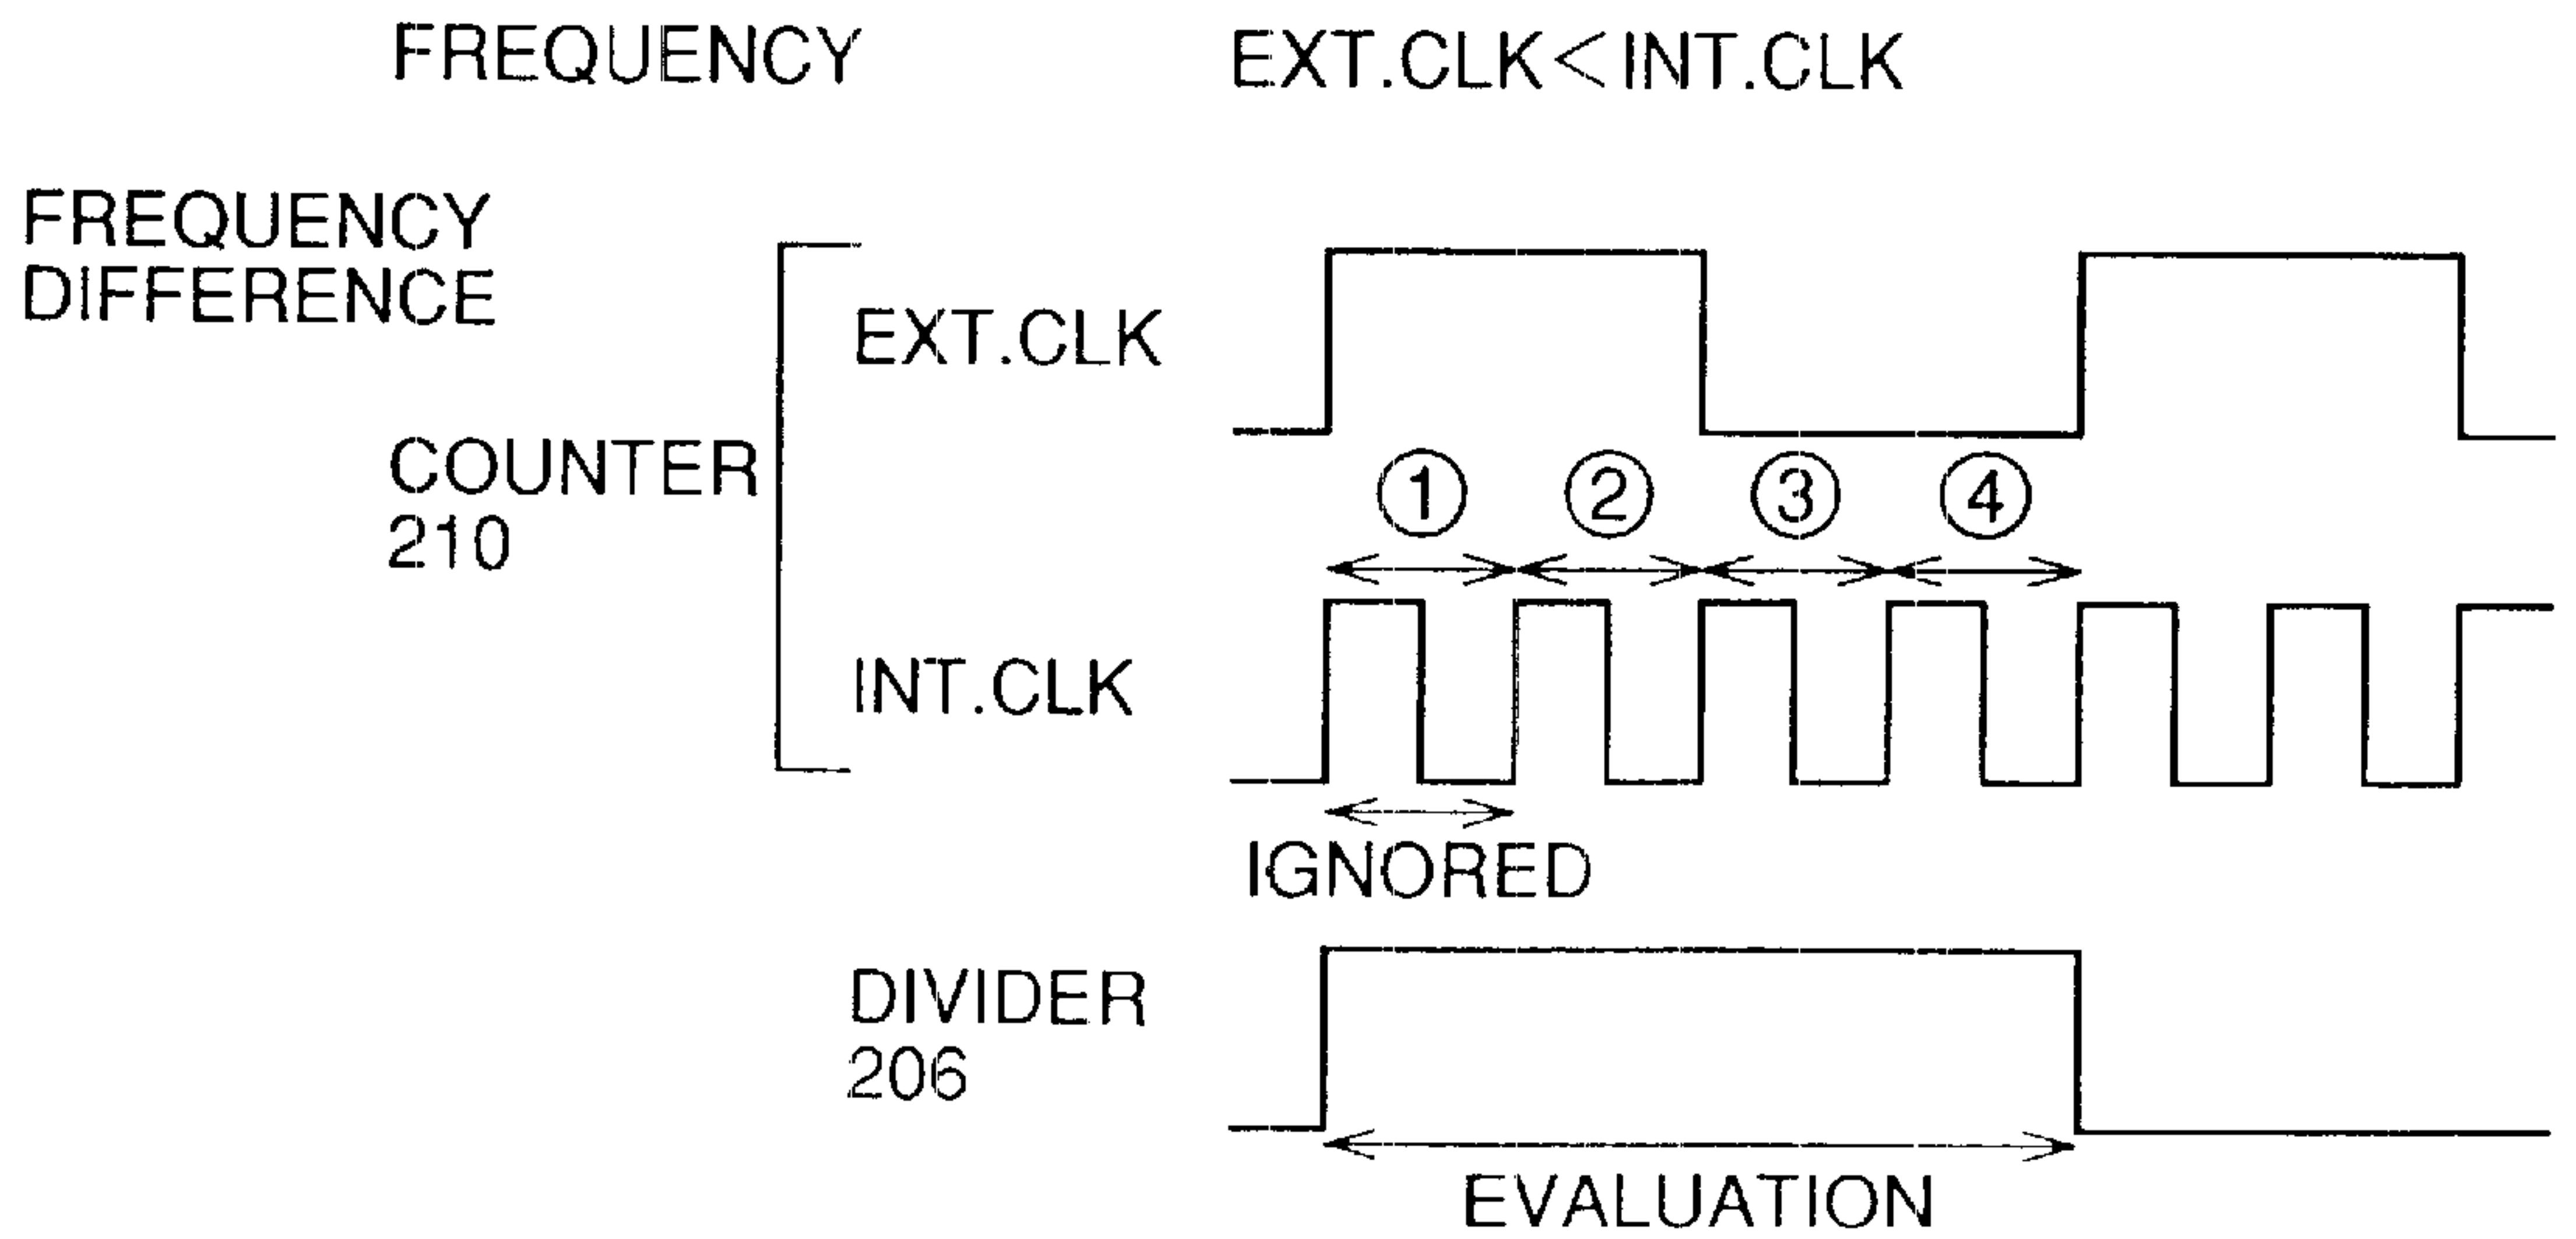 FREQUENCY EXT.CLK<INT.CLK
FREQUENCY
DIFFERENCE
EXT.CLK
COUNTER
210
① ② ③ ④
INT.CLK
IGNORED
DIVIDER
206
EVALUATION